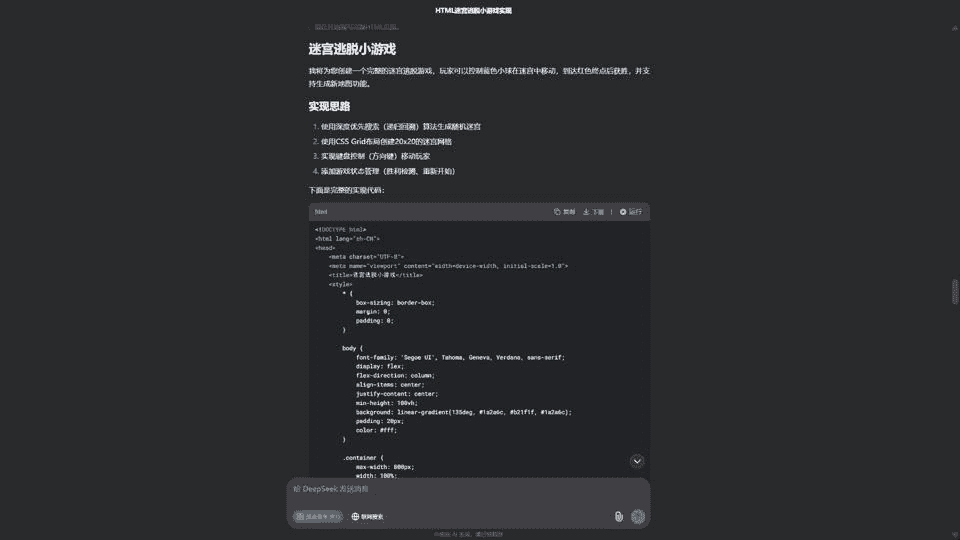 HTML迷宫逃脱小游戏实现
迷宫逃脱小游戏
我将为您创建一个完整的迷宫逃脱游戏，玩家可以控制蓝色小球在迷宫中移动，到达红色终点后获胜，并支
持生成新地图功能。
实现思路
1. 使用深度优先搜索（递归回溯）算法生成随机迷宫
2. 使用CSS Grid布局创建20x20的迷宫网格
3. 实现键盘控制（方向键）移动玩家
4. 添加游戏状态管理（胜利检测、重新开始）
下面是完整的实现代码：
html 复制 下载 运行
<!DOCTYPE html>
<html lang="zh-CN">
<head>
<meta charset="UTF-8">
<meta name="viewport" content="width=device-width, initial-scale=1.0">
<title>迷宫逃脱小游戏</title>
<style>
* {
box-sizing: border-box;
margin: 0;
padding: 0;
}
body {
font-family: 'Segoe UI', Tahoma, Geneva, Verdana, sans-serif;
display: flex;
flex-direction: column;
align-items: center;
justify-content: center;
min-height: 100vh;
background: linear-gradient(135deg, #1a2a6c, #b21f1f, #1a2a6c);
padding: 20px;
color: #fff;
}
.container {
max-width: 800px;
width: 100%;
给 DeepSeek 发送消息
联网搜索